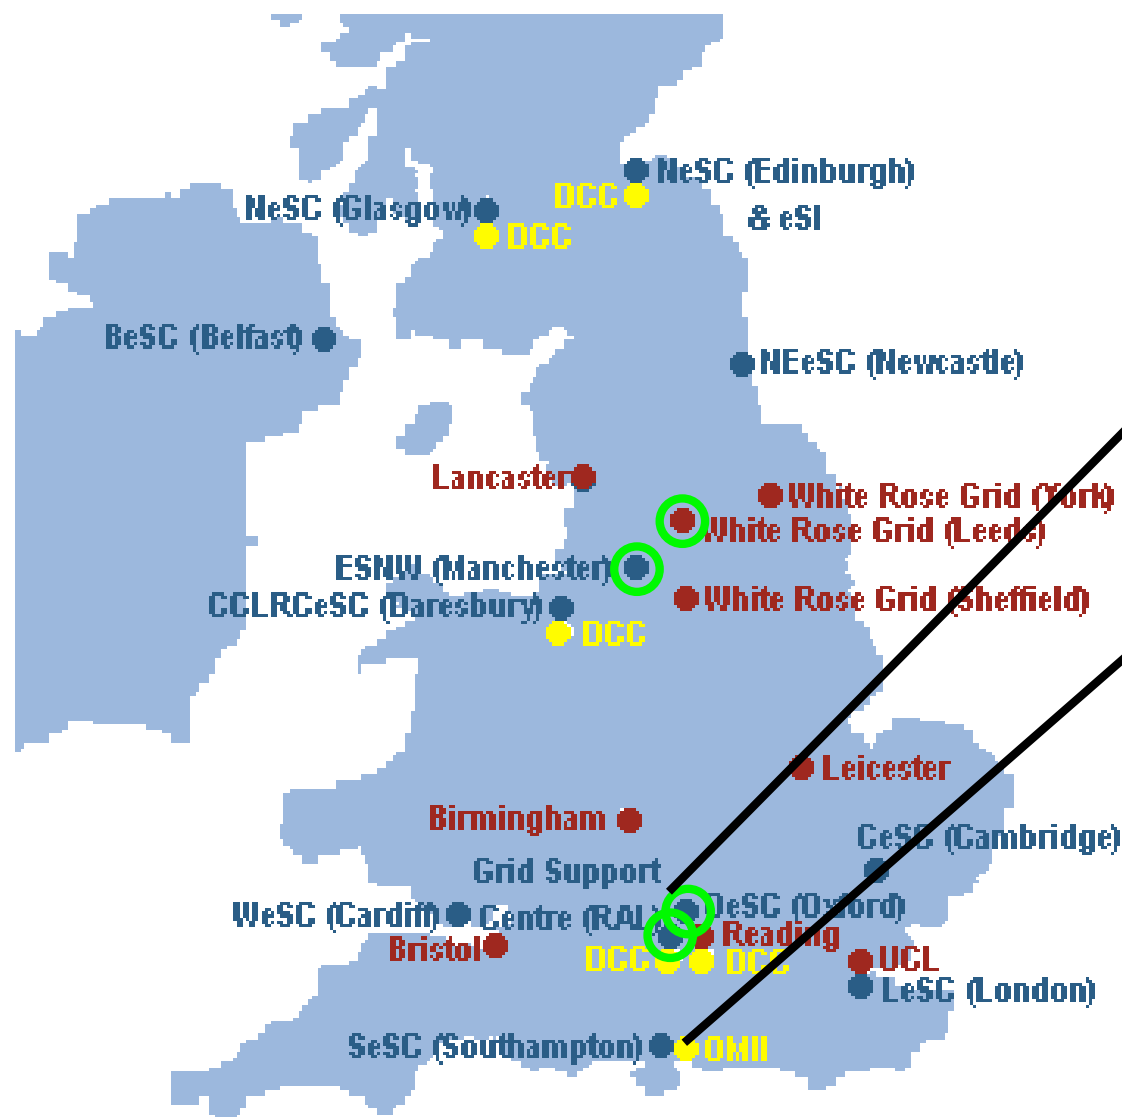 NeSC (Edinburgh)
DCC
& eSI
NeSC (Glasgow)
DCC
BeSC (Belfast)
NEeSC (Newcastle)
Lancaster
White Rose Grid (York)
White Rose Grid (Leeds)
ESNW (Manchester)
White Rose Grid (Sheffield)
CCLRCeSC (Daresbury)
DCC
Leicester
Birmingham
CeSC (Cambridge)
Grid Support
Centre (RAL)
OeSC (Oxford)
WeSC (Cardiff)
Reading
Bristol
DCC
DCC
UCL
LeSC (London)
SeSC (Southampton)
OMII